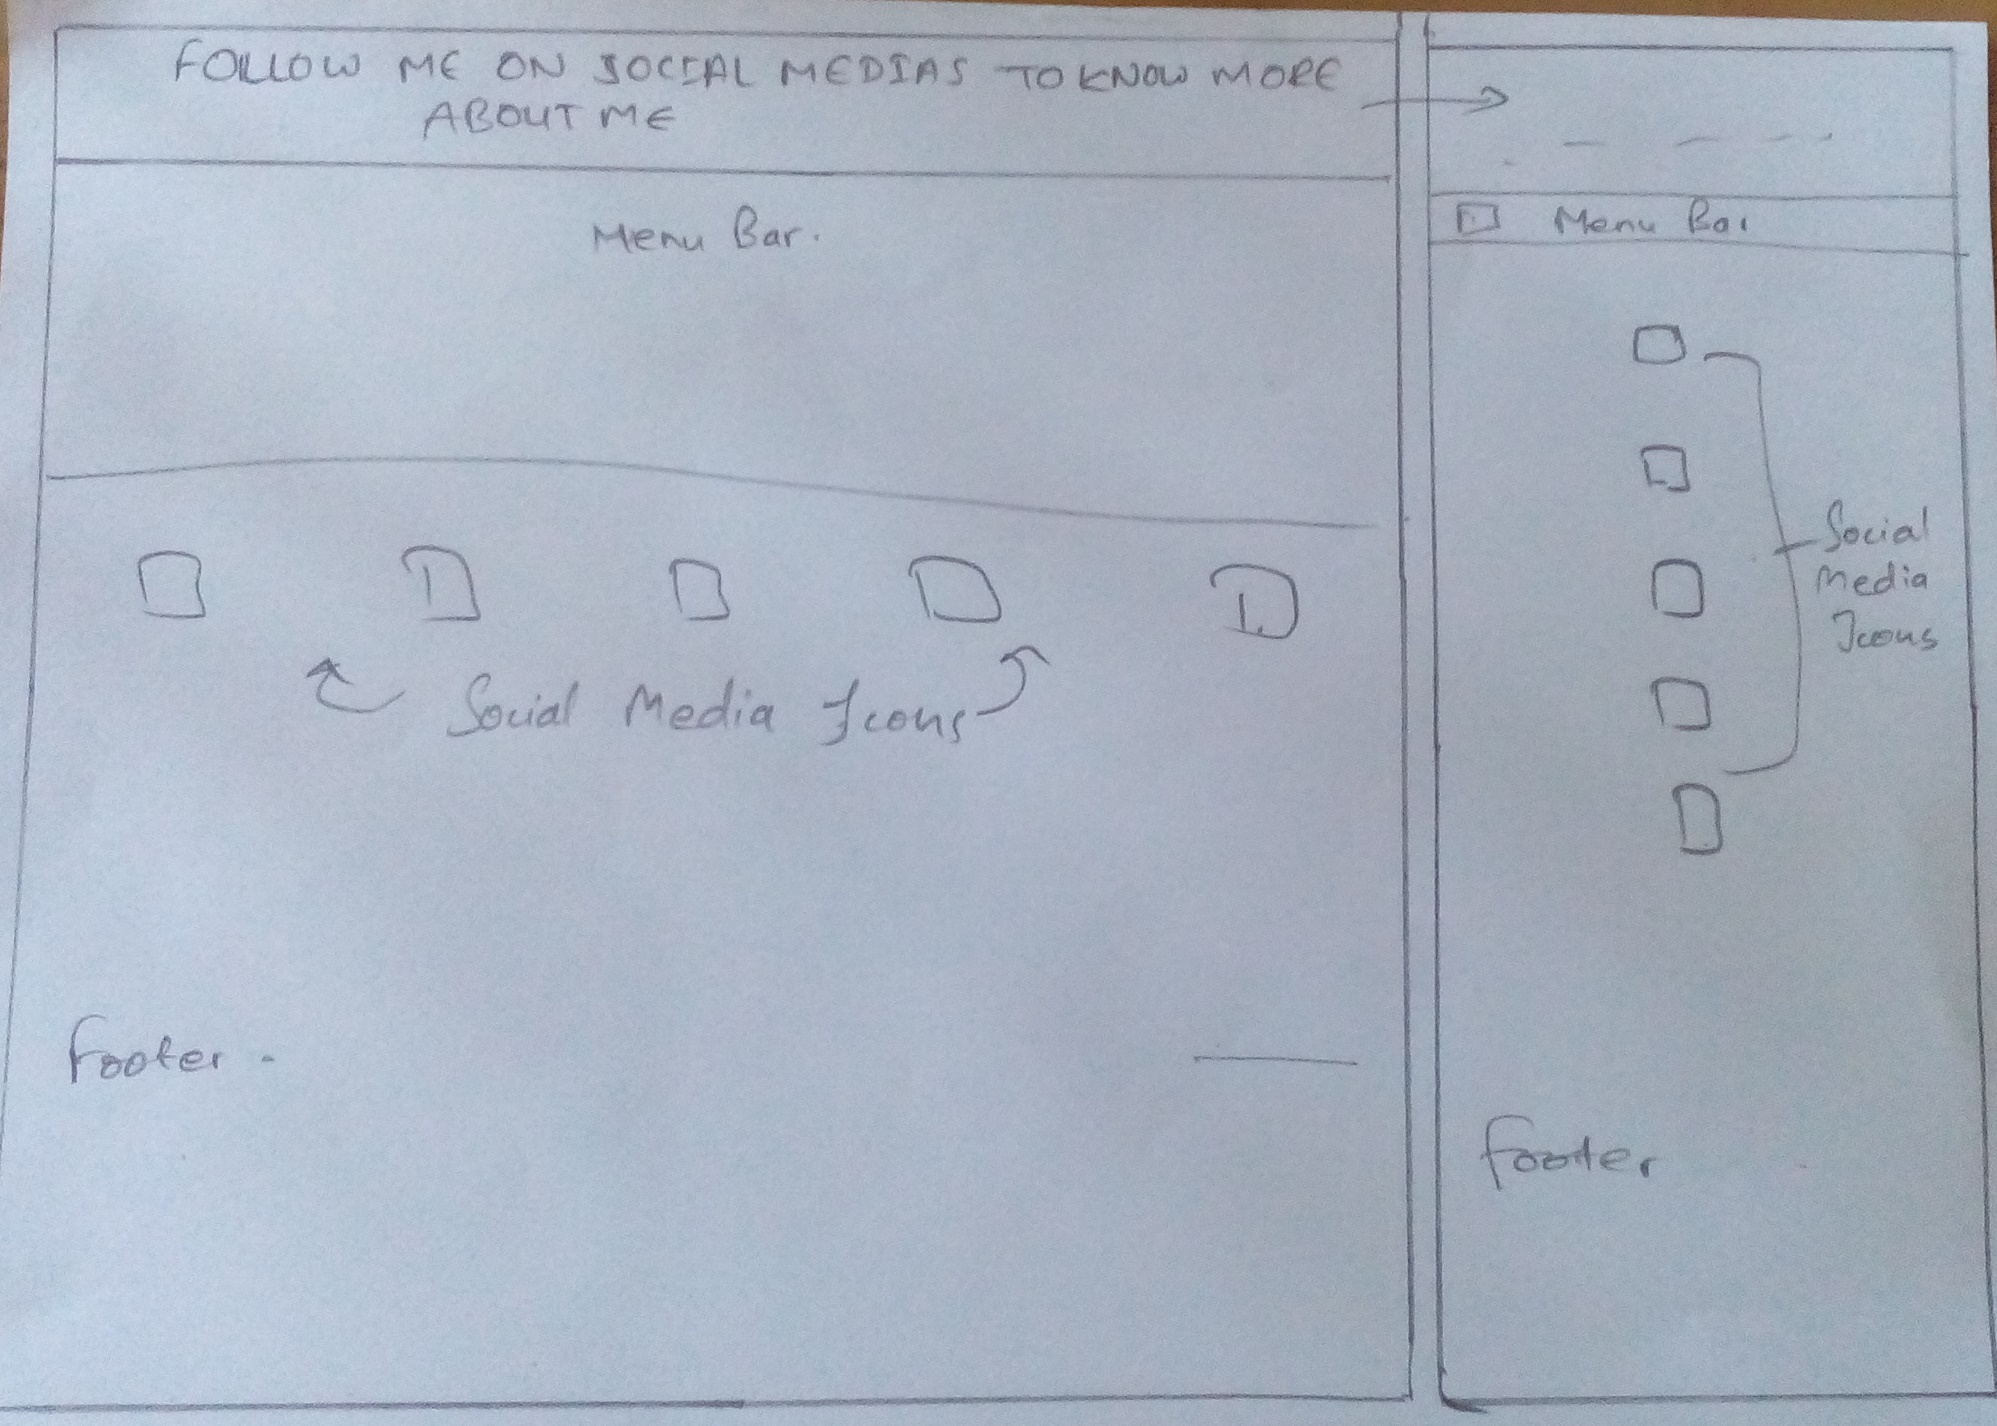 FOLLOW ME ON SOCIAL MEDIAS TO KNOW MORE
ABOUT ME
Menu Bar.
Social Media Icons
Footer.
Menu Bar
Social
Media
Icons
Footer